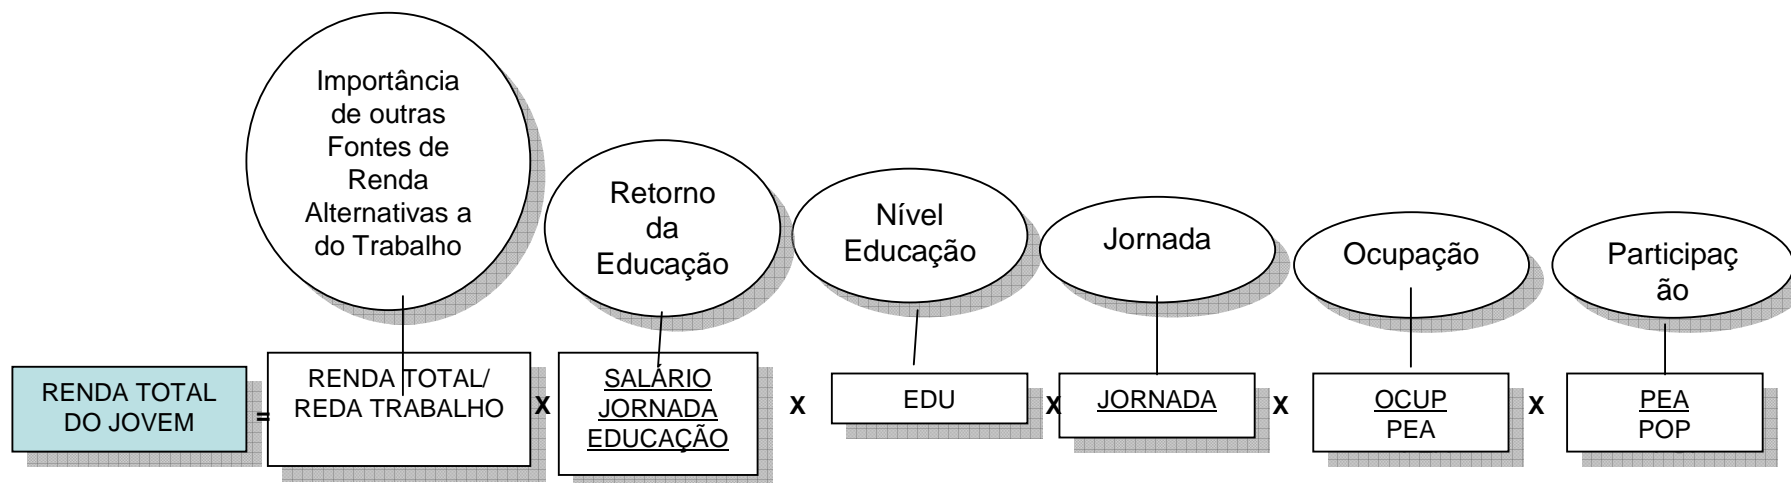 Importância
de outras
Fontes de
Renda
Alternativas a
do Trabalho
Retorno
da
Educação
Nível
Educação
Jornada
Ocupação
Participaç
ão
RENDA TOTAL
DO JOVEM
=
RENDA TOTAL/
REDA TRABALHO
X
SALÁRIO
JORNADA
EDUCAÇÃO
X
EDU
X
JORNADA
X
OCUP
PEA
X
PEA
POP